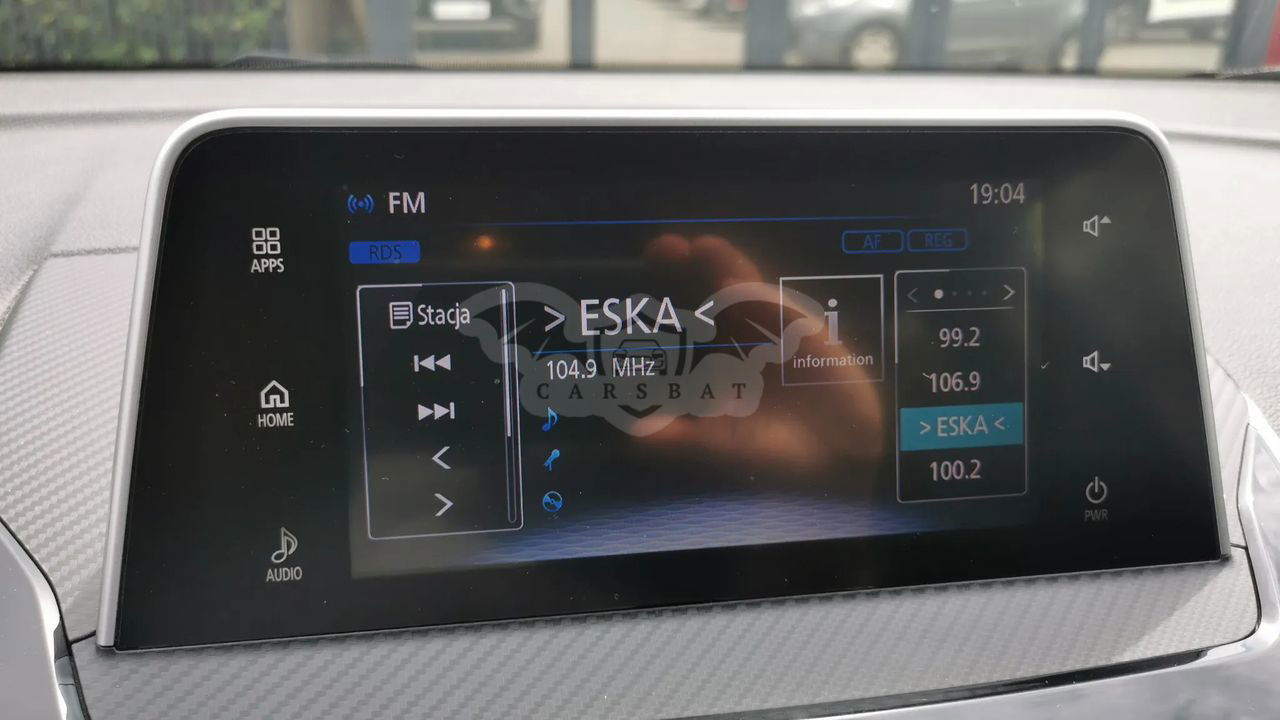 FM
19:04
RDS
AF
REG
APPS
Stacja
> ESKA <
104.9 MHz
information
99.2
106.9
> ESKA <
100.2
HOME
AUDIO
PWR
CARSBAT